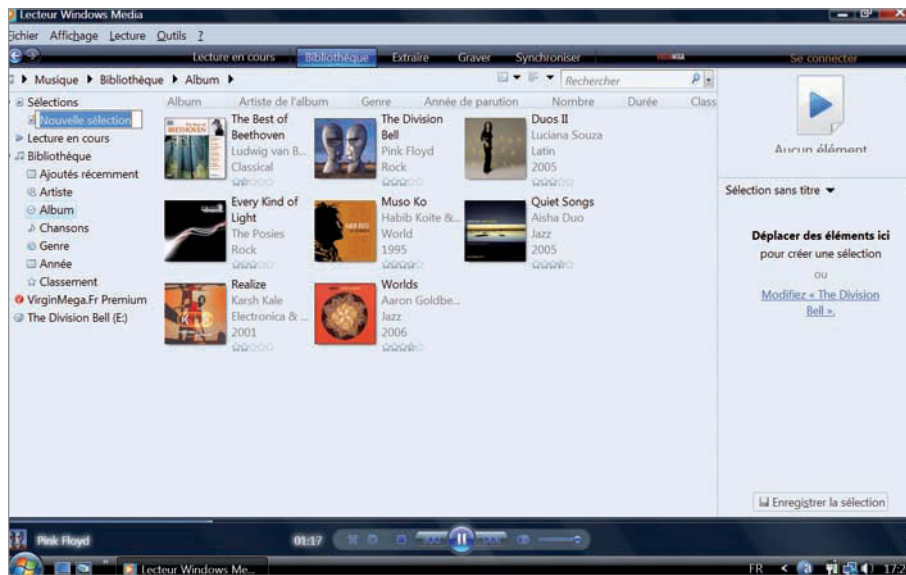 Lecteur Windows Media
Fichier Affichage Lecture Outils ?
Lecture en cours Bibliothèque Extraire Graver Synchroniser Se connecter
Musique Bibliothèque Album Rechercher
Sélections
Nouvelle sélection
Lecture en cours
Bibliothèque
Ajoutés récemment
Artiste
Album
Chansons
Genre
Année
Classement
VirginMega.Fr Premium
The Division Bell (E:)
Album Artiste de l'album Genre Année de parution Nombre Durée Class
The Best of
Beethoven
Ludwig van B...
Classical
The Division
Bell
Pink Floyd
Rock
Duos II
Luciana Souza
Latin
2005
Every Kind of
Light
The Posies
Rock
Muso Ko
Habib Koite &...
World
1995
Quiet Songs
Aisha Duo
Jazz
2005
Realize
Karsh Kale
Electronica & ...
2001
Worlds
Aaron Goldbe...
Jazz
2006
Aucun élément
Sélection sans titre
Déplacer des éléments ici
pour créer une sélection
ou
Modifiez « The Division
Bell ».
Enregistrer la sélection
Pink Floyd 01:17
Lecteur Windows Me... FR 17:2